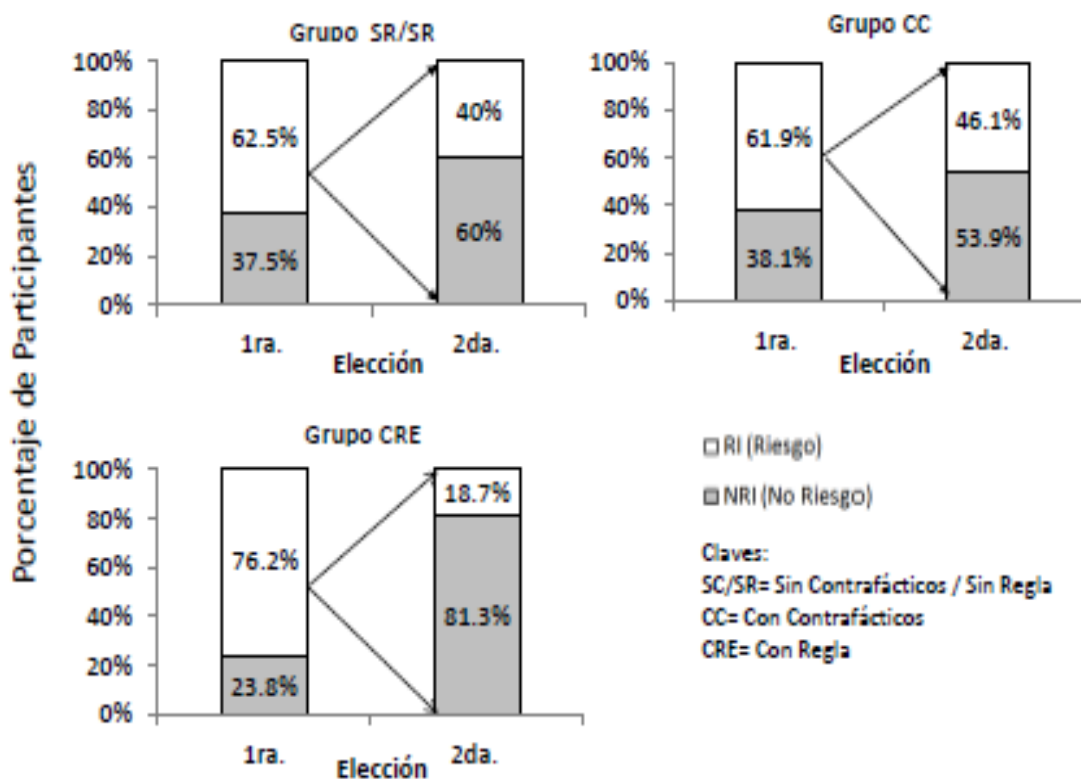 Porcentaje de Participantes
Grupo SR/SR
100%
80%
60%
40%
20%
0%
62.5%
37.5%
40%
60%
1ra.
2da.
Elección
Grupo CC
100%
80%
60%
40%
20%
0%
61.9%
38.1%
46.1%
53.9%
1ra.
2da.
Elección
Grupo CRE
100%
80%
60%
40%
20%
0%
76.2%
23.8%
18.7%
81.3%
1ra.
2da.
Elección
RI (Riesgo)
NRI (No Riesgo)
Claves:
SC/SR= Sin Contrafácticos / Sin Regla
CC= Con Contrafácticos
CRE= Con Regla